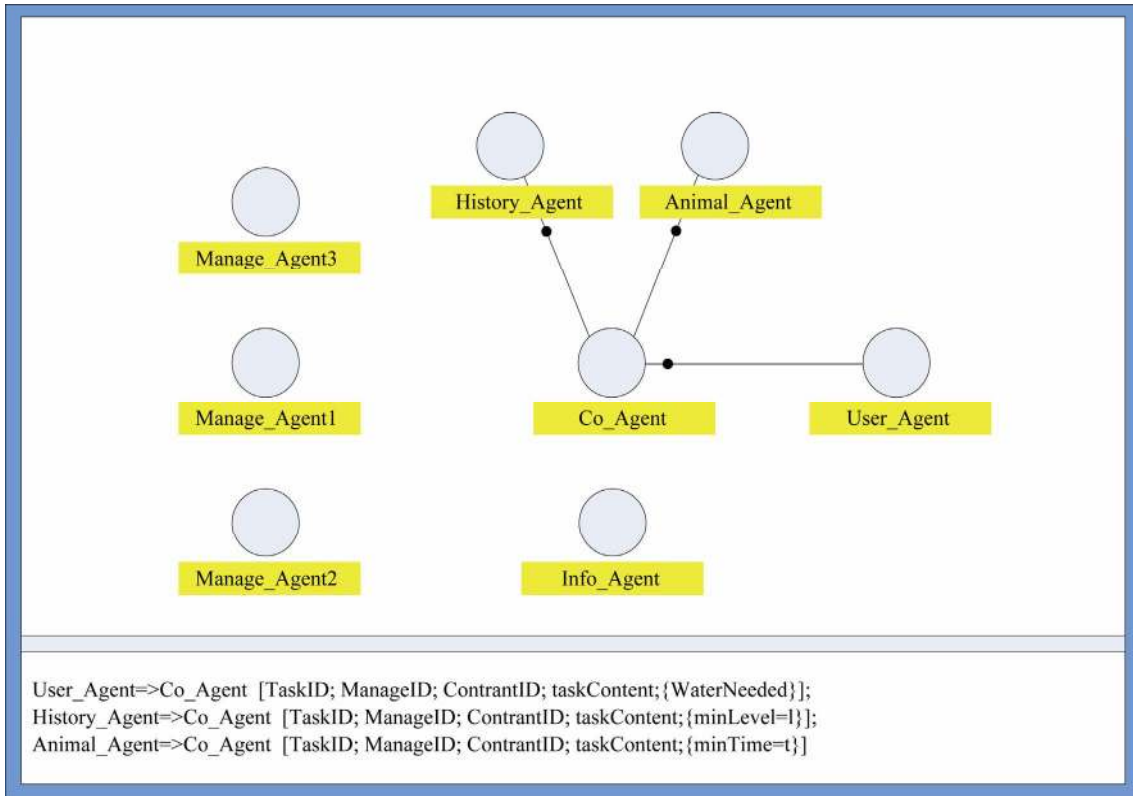 History_Agent
Animal_Agent
Manage_Agent3
Manage_Agent1
Co_Agent
User_Agent
Manage_Agent2
Info_Agent
User_Agent=>Co_Agent [TaskID; ManageID; ContrantID; taskContent;{WaterNeeded}];
History_Agent=>Co_Agent [TaskID; ManageID; ContrantID; taskContent;{minLevel=l}];
Animal_Agent=>Co_Agent [TaskID; ManageID; ContrantID; taskContent;{minTime=t}]